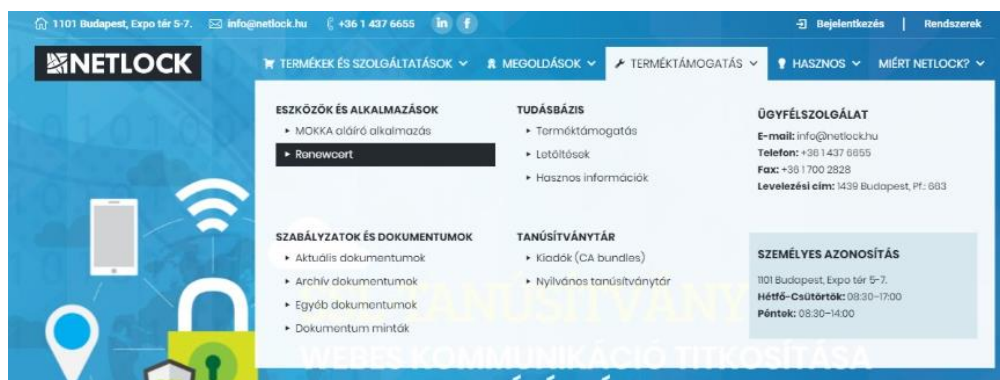 1101 Budapest, Expo tér 5-7. info@netlock.hu +36 1 437 6655 in f Bejelentkezés | Rendszerek
NETLOCK TERMÉKEK ÉS SZOLGÁLTATÁSOK MEGOLDÁSOK TERMÉKTÁMOGATÁS HASZNOS MIÉRT NETLOCK?
ESZKÖZÖK ÉS ALKALMAZÁSOK
MOKKA aláíró alkalmazás
Renewcert
TUDÁSBÁZIS
Terméktámogatás
Letöltések
Hasznos információk
ÜGYFÉLSZOLGÁLAT
E-mail: info@netlock.hu
Telefon: +36 1 437 6655
Fax: +36 1 700 2828
Levelezési cím: 1439 Budapest, Pf.: 663
SZABÁLYZATOK ÉS DOKUMENTUMOK
Aktuális dokumentumok
Archív dokumentumok
Egyéb dokumentumok
Dokumentum minták
TANÚSÍTVÁNYTÁR
Kiadók (CA bundles)
Nyilvános tanúsítványtár
SZEMÉLYES AZONOSÍTÁS
1101 Budapest, Expo tér 5-7.
Hétfő-Csütörtök: 08:30-17:00
Péntek: 08:30-14:00
TANÚSÍTVÁNY
WEBES KOMMUNIKÁCIÓ TITKOSÍTÁSA